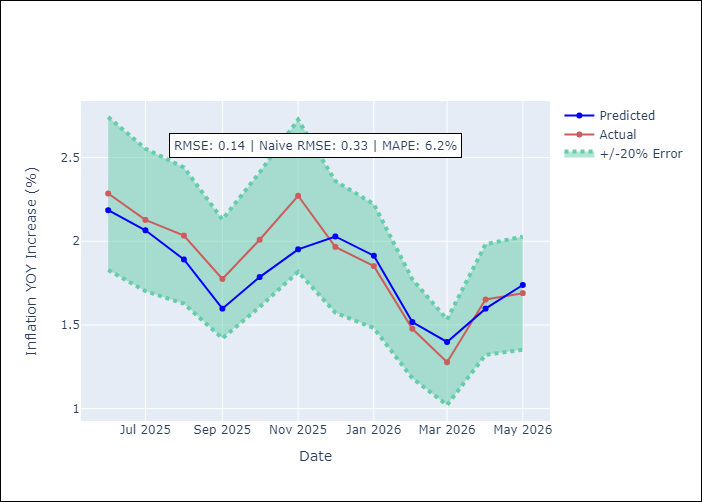 RMSE: 0.14 | Naive RMSE: 0.33 | MAPE: 6.2%
Predicted
Actual
+/-20% Error
Inflation YOY Increase (%)
2.5
2
1.5
1
Jul 2025
Sep 2025
Nov 2025
Jan 2026
Mar 2026
May 2026
Date